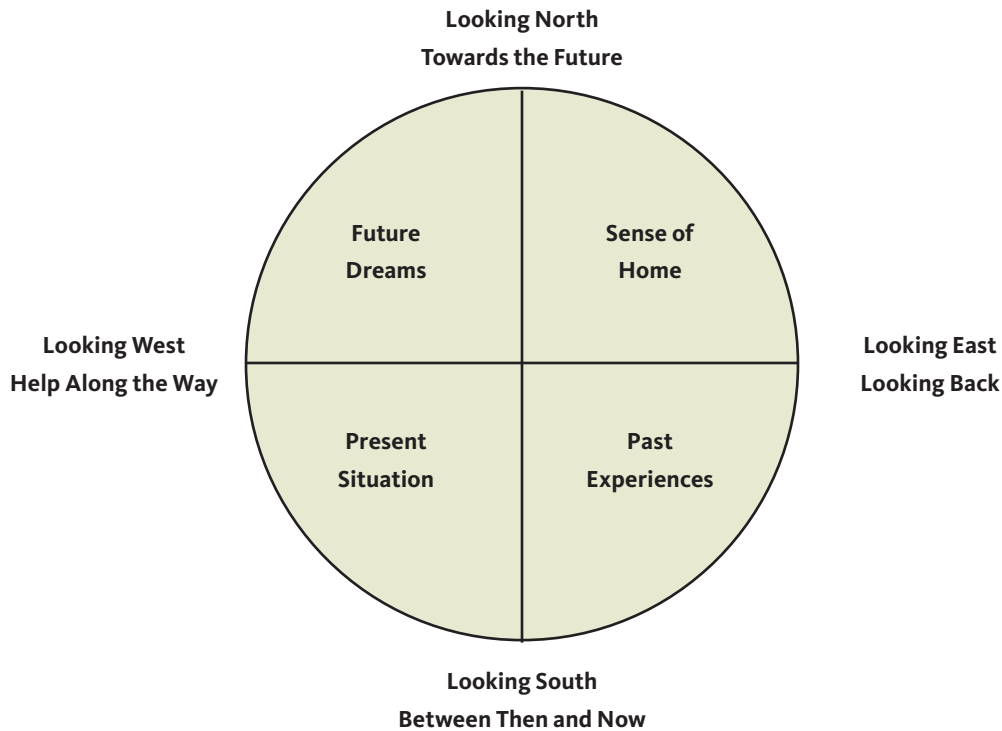 Looking North
Towards the Future
Future
Dreams
Sense of
Home
Looking West
Help Along the Way
Looking East
Looking Back
Present
Situation
Past
Experiences
Looking South
Between Then and Now